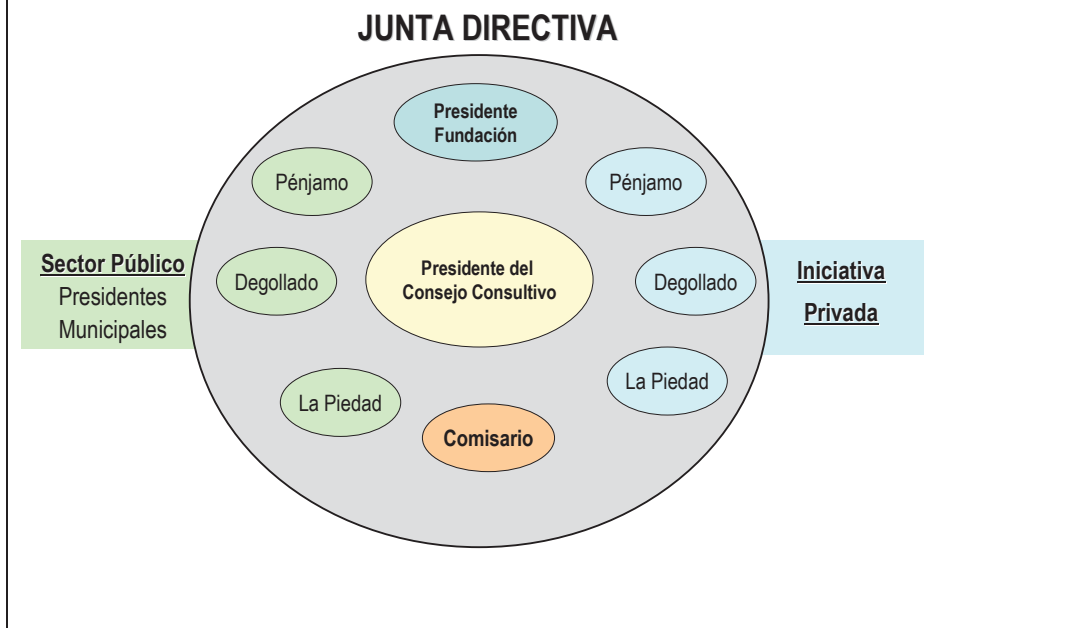 JUNTA DIRECTIVA
Presidente
Fundación
Pénjamo
Pénjamo
Sector Público
Presidentes
Municipales
Degollado
Presidente del
Consejo Consultivo
Degollado
Iniciativa
Privada
La Piedad
La Piedad
Comisario